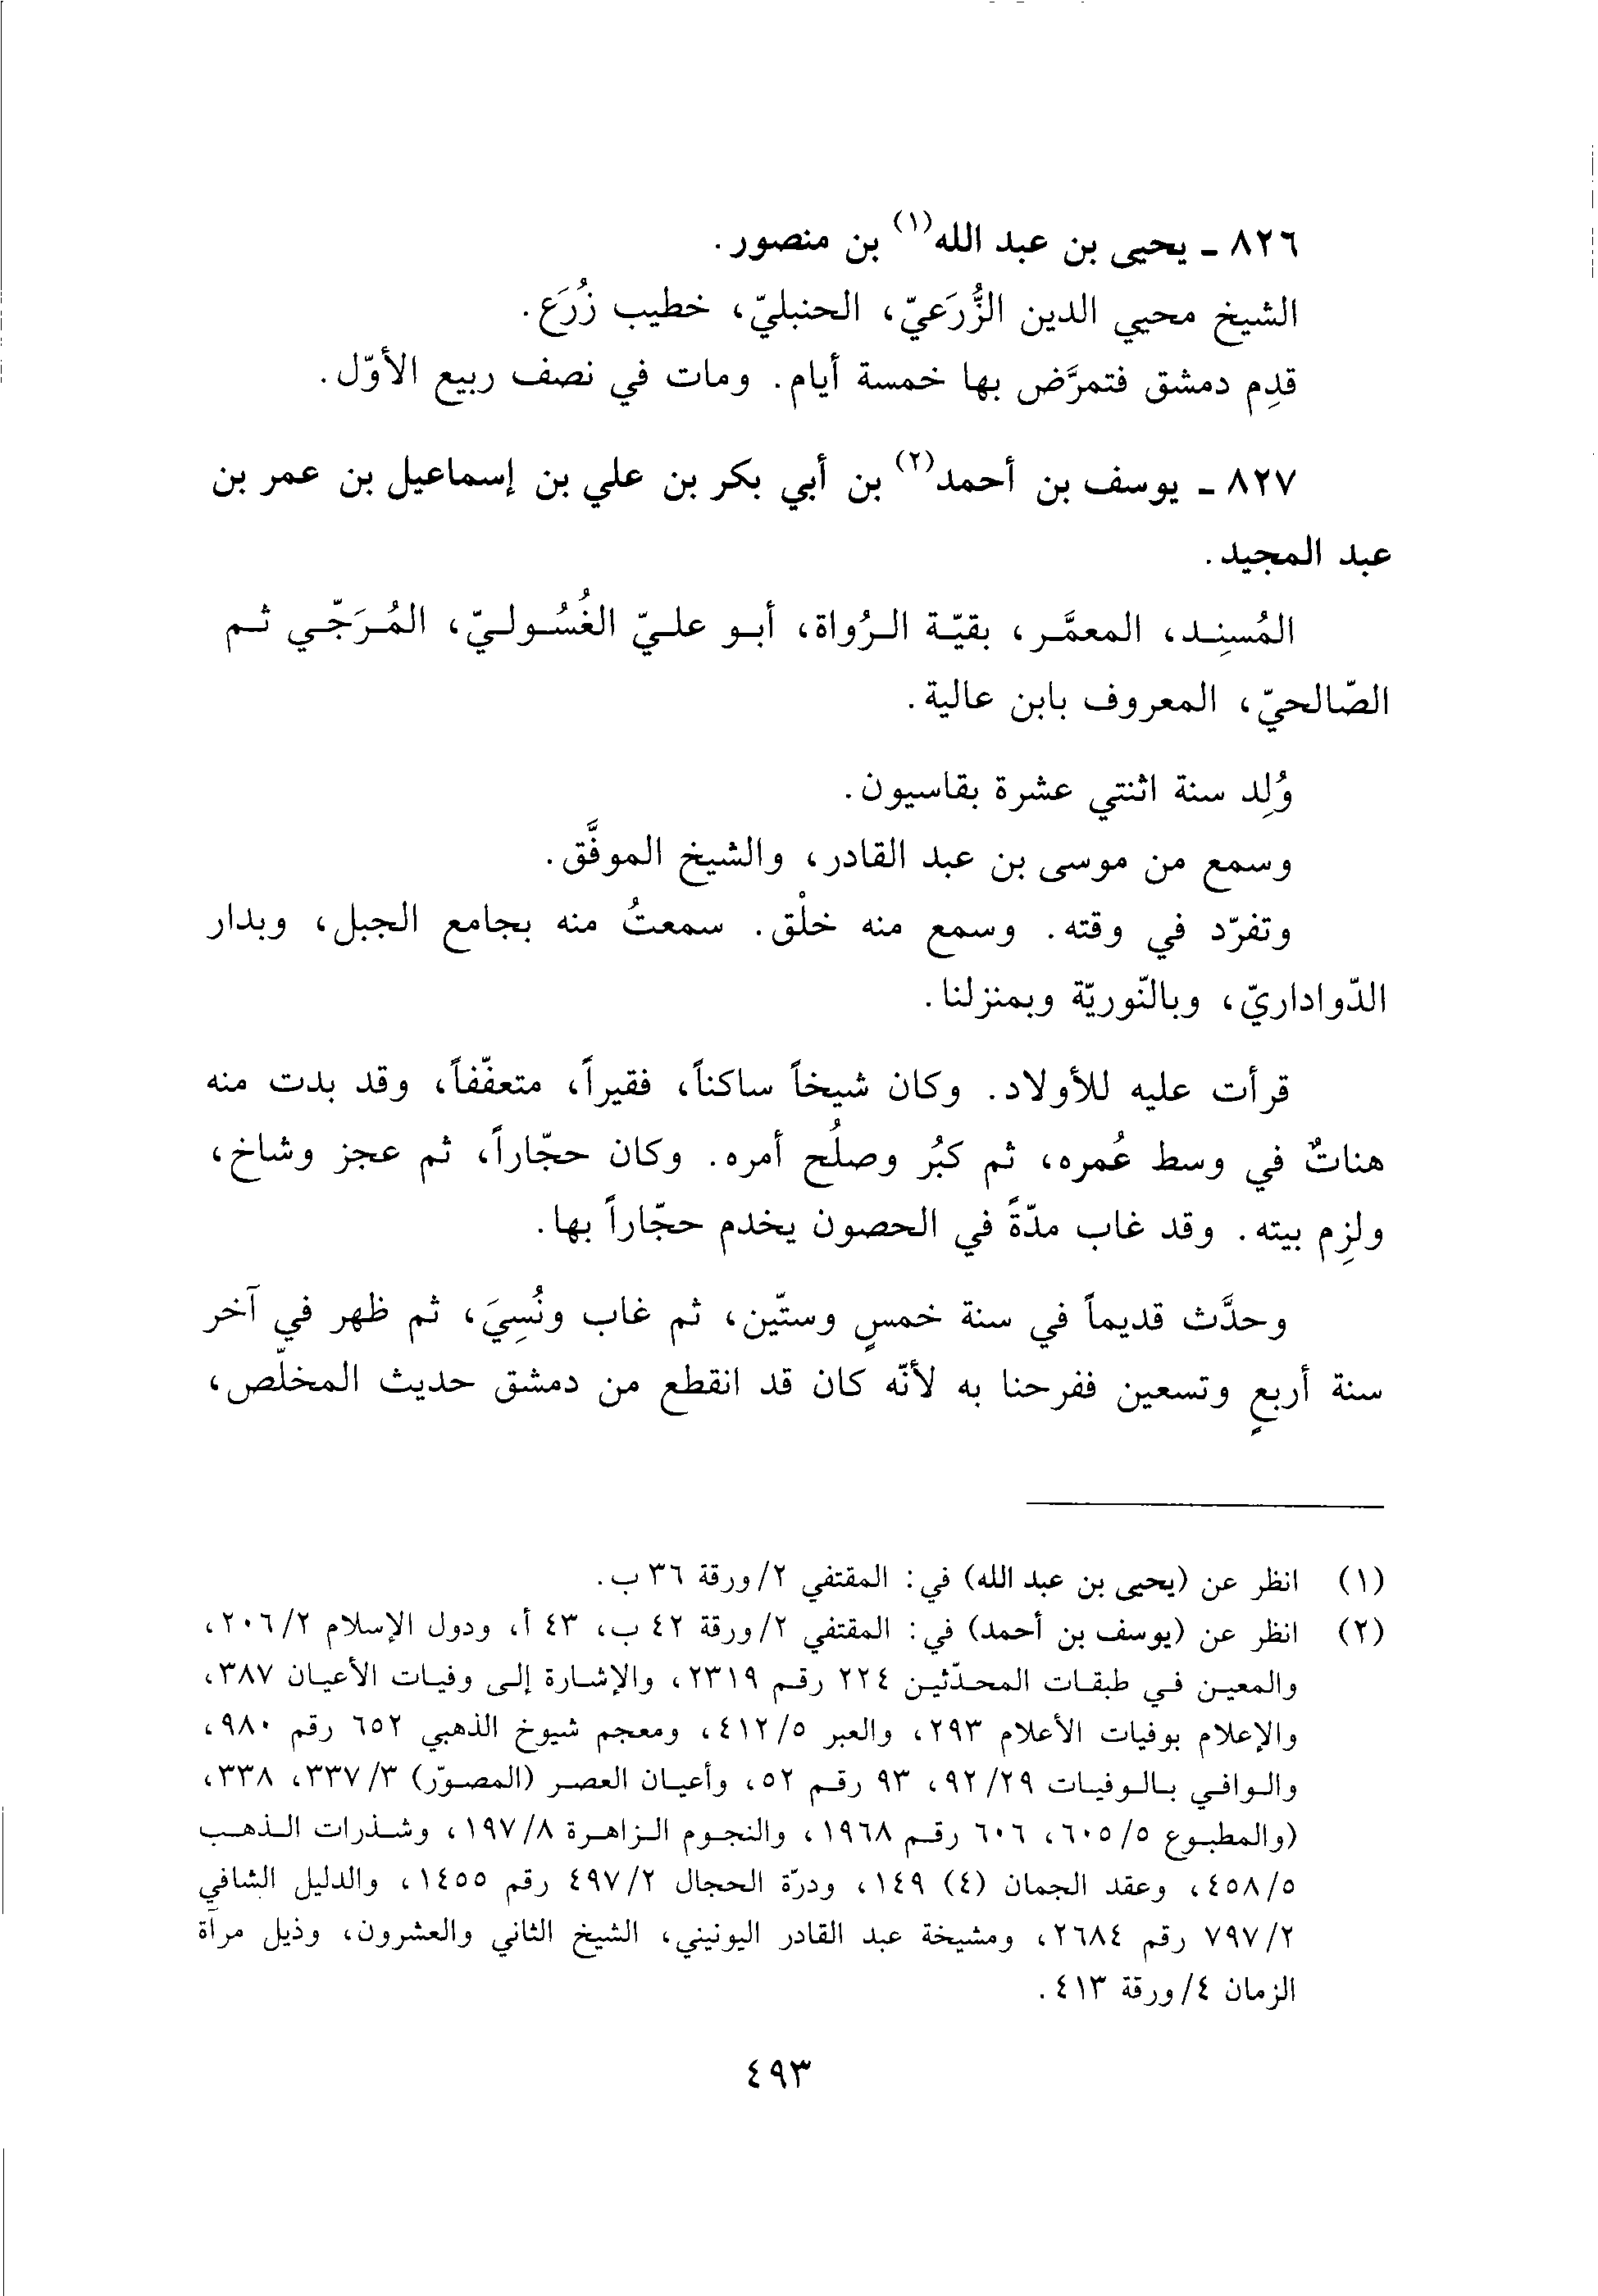 ٨٢٦ ـ يحيى بن عبد الله(١) بن منصور.
الشيخ محيي الدين الزُّرَعيّ، الحنبليّ، خطيب زُرَع.
قدِم دمشق فتمرَّض بها خمسة أيام. ومات في نصف ربيع الأوّل.
٨٢٧ ـ يوسف بن أحمد(٢) بن أبي بكر بن علي بن إسماعيل بن عمر بن
عبد المجيد.
المُسنِد، المعمَّر، بقيّة الرُواة، أبو عليّ الغُسُوليّ، المُرَجّي ثم
الصّالحيّ، المعروف بابن عالية.
وُلِد سنة اثنتي عشرة بقاسيون.
وسمع من موسى بن عبد القادر، والشيخ الموفَّق.
وتفرّد في وقته. وسمع منه خلْق. سمعتُ منه بجامع الجبل، وبدار
الدّواداريّ، وبالنّوريّة وبمنزلنا.
قرأت عليه للأولاد. وكان شيخاً ساكناً، فقيراً، متعفّفاً، وقد بدت منه
هناتٌ في وسط عُمره، ثم كبُر وصلُح أمره. وكان حجّاراً، ثم عجز وشاخ،
ولزِم بيته. وقد غاب مدّةً في الحصون يخدم حجّاراً بها.
وحدَّث قديماً في سنة خمسٍ وستّين، ثم غاب ونُسِيَ، ثم ظهر في آخر
سنة أربعٍ وتسعين ففرحنا به لأنّه كان قد انقطع من دمشق حديث المخلّص،
(١) انظر عن (يحيى بن عبد الله) في: المقتفي ٢/ورقة ٣٦ ب.
(٢) انظر عن (يوسف بن أحمد) في: المقتفي ٢/ورقة ٤٢ ب، ٤٣ أ، ودول الإسلام ٢/٢٠٦،
والمعين في طبقات المحدّثين ٢٢٤ رقم ٢٣١٩، والإشارة إلى وفيات الأعيان ٣٨٧،
والإعلام بوفيات الأعلام ٢٩٣، والعبر ٥/٤١٢، ومعجم شيوخ الذهبي ٦٥٢ رقم ٩٨٠،
والوافي بالوفيات ٢٩/٩٢، ٩٣ رقم ٥٢، وأعيان العصر (المصوّر) ٣/٣٣٧، ٣٣٨،
(والمطبوع ٥/٦٠٥، ٦٠٦ رقم ١٩٦٨، والنجوم الزاهرة ٨/١٩٧، وشذرات الذهب
٥/٤٥٨، وعقد الجمان (٤) ١٤٩، ودرّة الحجال ٢/٤٩٧ رقم ١٤٥٥، والدليل الشافي
٢/٧٩٧ رقم ٢٦٨٤، ومشيخة عبد القادر اليونيني، الشيخ الثاني والعشرون، وذيل مرآة
الزمان ٤/ورقة ٤١٣.
٤٩٣